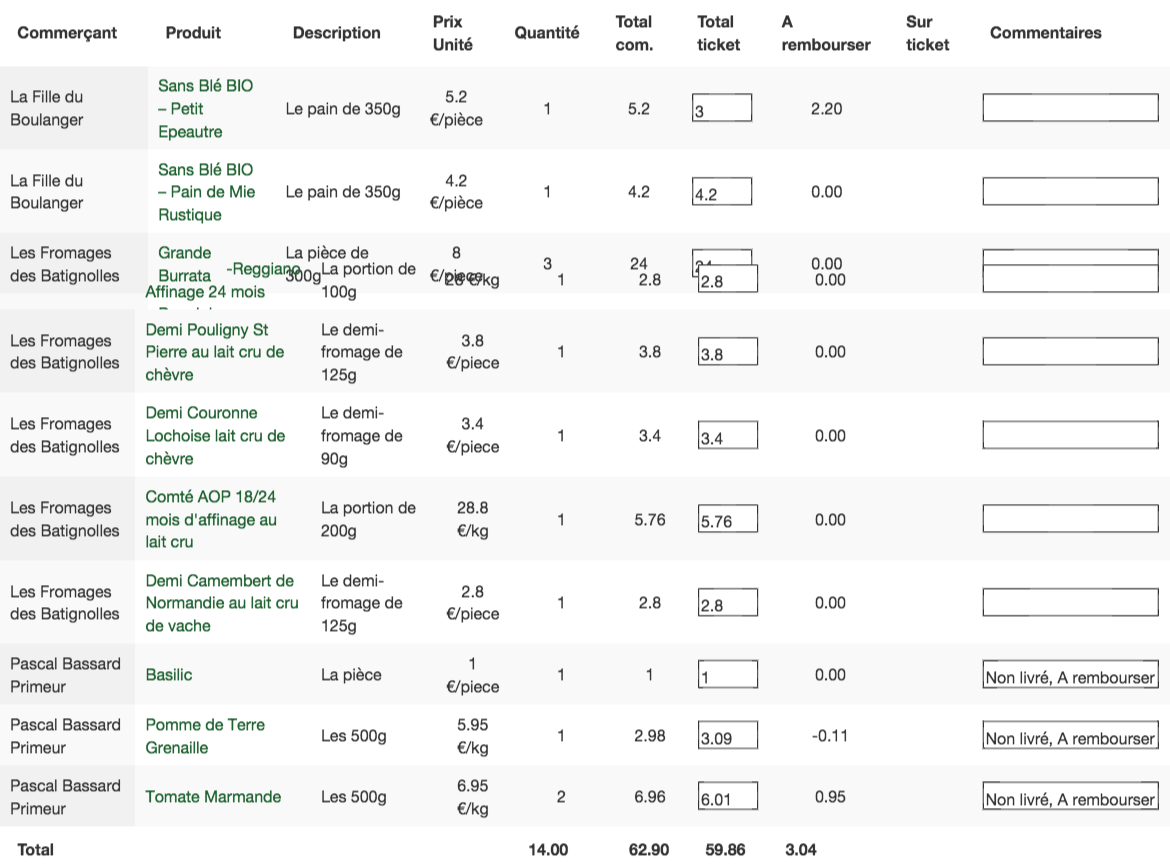 Commerçant Produit Description Prix Unité Quantité Total com. Total ticket A rembourser Sur ticket Commentaires
La Fille du Boulanger Sans Blé BIO – Petit Epeautre Le pain de 350g 5.2 €/pièce 1 5.2 3 2.20
La Fille du Boulanger Sans Blé BIO – Pain de Mie Rustique Le pain de 350g 4.2 €/pièce 1 4.2 4.2 0.00
Les Fromages des Batignolles Grande Burrata La pièce de 300g 8 €/piece 3 24 0.00
-Reggiano Affinage 24 mois La portion de 100g €/kg 1 2.8 2.8 0.00
Les Fromages des Batignolles Demi Pouligny St Pierre au lait cru de chèvre Le demi-fromage de 125g 3.8 €/piece 1 3.8 3.8 0.00
Les Fromages des Batignolles Demi Couronne Lochoise lait cru de chèvre Le demi-fromage de 90g 3.4 €/piece 1 3.4 3.4 0.00
Les Fromages des Batignolles Comté AOP 18/24 mois d'affinage au lait cru La portion de 200g 28.8 €/kg 1 5.76 5.76 0.00
Les Fromages des Batignolles Demi Camembert de Normandie au lait cru de vache Le demi-fromage de 125g 2.8 €/piece 1 2.8 2.8 0.00
Pascal Bassard Primeur Basilic La pièce 1 €/piece 1 1 1 0.00 Non livré, A rembourser
Pascal Bassard Primeur Pomme de Terre Grenaille Les 500g 5.95 €/kg 1 2.98 3.09 -0.11 Non livré, A rembourser
Pascal Bassard Primeur Tomate Marmande Les 500g 6.95 €/kg 2 6.96 6.01 0.95 Non livré, A rembourser
Total 14.00 62.90 59.86 3.04